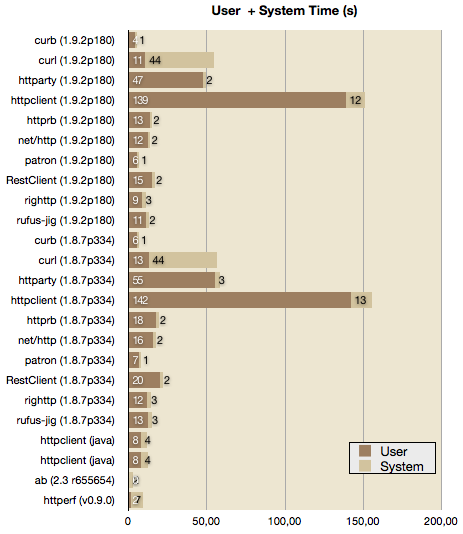 User + System Time (s)
curb (1.9.2p180) 4 1
curl (1.9.2p180) 11 44
httparty (1.9.2p180) 47 2
httpclient (1.9.2p180) 139 12
httprb (1.9.2p180) 13 2
net/http (1.9.2p180) 12 2
patron (1.9.2p180) 6 1
RestClient (1.9.2p180) 15 2
righttp (1.9.2p180) 9 3
rufus-jig (1.9.2p180) 11 2
curb (1.8.7p334) 6 1
curl (1.8.7p334) 13 44
httparty (1.8.7p334) 55 3
httpclient (1.8.7p334) 142 13
httprb (1.8.7p334) 18 2
net/http (1.8.7p334) 16 2
patron (1.8.7p334) 7 1
RestClient (1.8.7p334) 20 2
righttp (1.8.7p334) 12 3
rufus-jig (1.8.7p334) 13 3
httpclient (java) 8 4
httpclient (java) 8 4
ab (2.3 r655654)
httperf (v0.9.0) 7
User
System
0 50,00 100,00 150,00 200,00